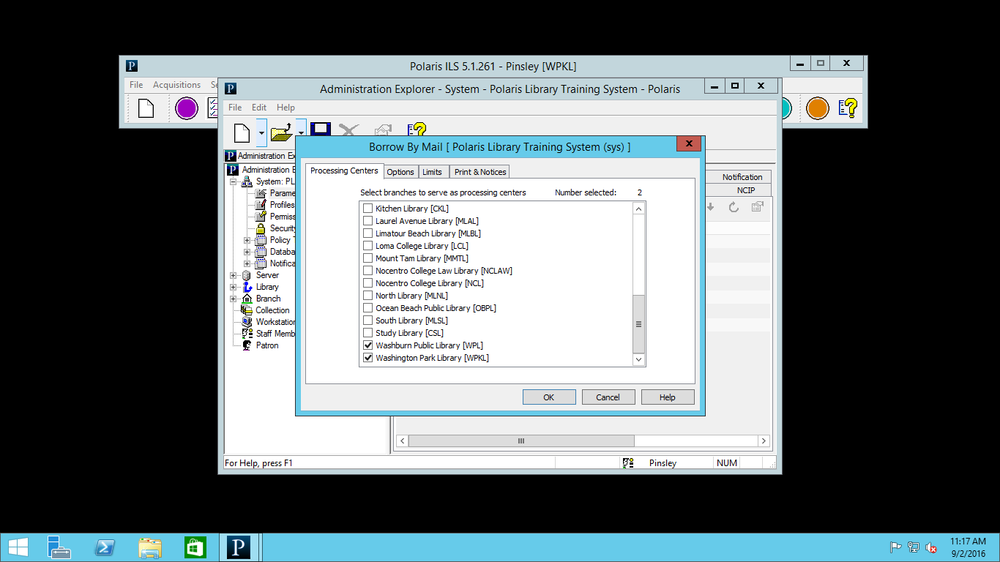 Polaris ILS 5.1.261 - Pinsley [WPKL]
File Acquisitions
Administration Explorer - System - Polaris Library Training System - Polaris
File Edit Help
Borrow By Mail [ Polaris Library Training System (sys) ]
Administration Ex
Administration E
System: PL
Parame
Profiles
Permiss
Security
Policy T
Databa
Notifica
Server
Library
Branch
Collection
Workstation
Staff Memb
Patron
Processing Centers Options Limits Print & Notices
Select branches to serve as processing centers Number selected: 2
Kitchen Library [CKL]
Laurel Avenue Library [MLAL]
Limatour Beach Library [MLBL]
Loma College Library [LCL]
Mount Tam Library [MMTL]
Nocentro College Law Library [NCLAW]
Nocentro College Library [NCL]
North Library [MLNL]
Ocean Beach Public Library [OBPL]
South Library [MLSL]
Study Library [CSL]
Washburn Public Library [WPL]
Washington Park Library [WPKL]
OK Cancel Help
Notification
NCIP
For Help, press F1 Pinsley NUM
11:17 AM
9/2/2016